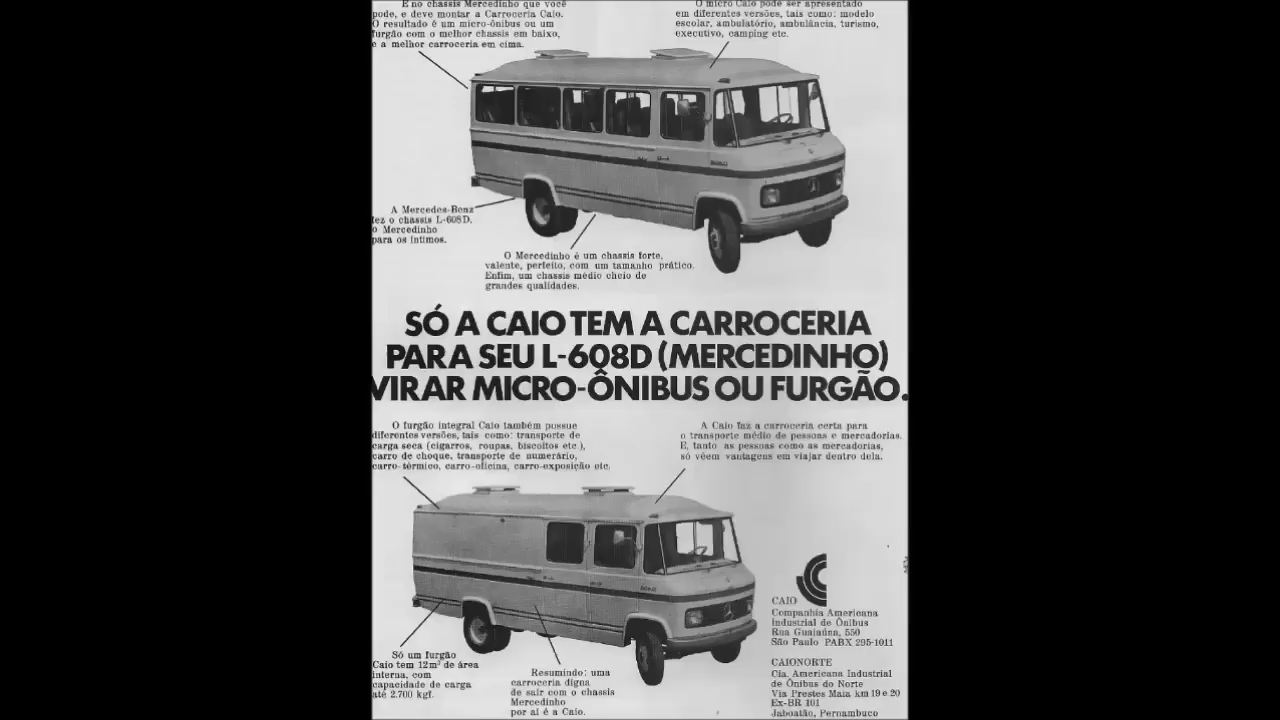 E no chassis Mercedinho que você
pode, e deve montar a Carroceria Caio.
O resultado é um micro-ônibus ou um
furgão com o melhor chassis em baixo,
e a melhor carroceria em cima.
O micro Caio pode ser apresentado
em diferentes versões, tais como: modelo
escolar, ambulatório, ambulância, turismo,
executivo, camping etc.
A Mercedes-Benz
fez o chassis L-608D.
o Mercedinho
para os íntimos.
O Mercedinho é um chassis forte,
valente, perfeito, com um tamanho prático.
Enfim, um chassis médio cheio de
grandes qualidades.
SÓ A CAIO TEM A CARROCERIA
PARA SEU L-608D (MERCEDINHO)
VIRAR MICRO-ÔNIBUS OU FURGÃO.
O furgão integral Caio também possue
diferentes versões, tais como: transporte de
carga seca (cigarros, roupas, biscoitos etc.),
carro de choque, transporte de numerário,
carro-térmico, carro-oficina, carro-exposição etc.
A Caio faz a carroceria certa para
o transporte médio de pessoas e mercadorias.
E, tanto as pessoas como as mercadorias,
só vêem vantagens em viajar dentro dela.
Só um furgão
Caio tem 12m³ de área
interna, com
capacidade de carga
até 2.700 kgf.
Resumindo: uma
carroceria digna
de sair com o chassis
Mercedinho
por aí é a Caio.
CAIO
Companhia Americana
Industrial de Ônibus
Rua Guaiaúna, 550
São Paulo PABX 295-1011
CAIONORTE
Cia. Americana Industrial
de Ônibus do Norte
Via Prestes Maia km 19 e 20
Ex-BR 101
Jaboatão, Pernambuco